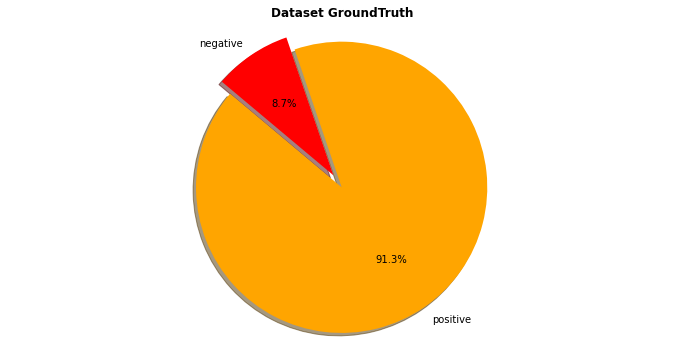 Dataset GroundTruth
negative
8.7%
91.3%
positive